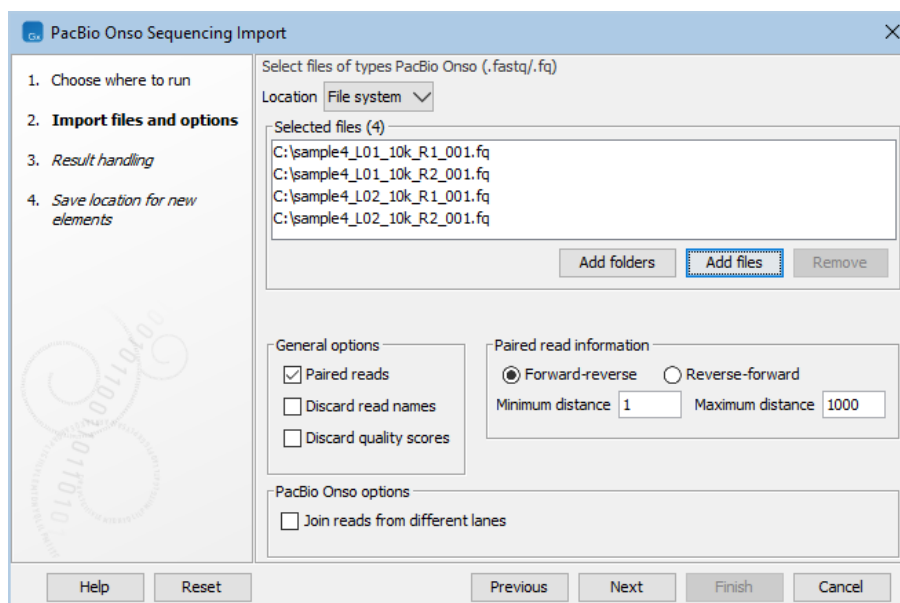 Gx PacBio Onso Sequencing Import
1. Choose where to run
2. Import files and options
3. Result handling
4. Save location for new
elements
Select files of types PacBio Onso (.fastq/.fq)
Location File system
Selected files (4)
C:\sample4_L01_10k_R1_001.fq
C:\sample4_L01_10k_R2_001.fq
C:\sample4_L02_10k_R1_001.fq
C:\sample4_L02_10k_R2_001.fq
Add folders Add files Remove
General options
Paired reads
Discard read names
Discard quality scores
Paired read information
Forward-reverse Reverse-forward
Minimum distance 1 Maximum distance 1000
PacBio Onso options
Join reads from different lanes
Help Reset Previous Next Finish Cancel